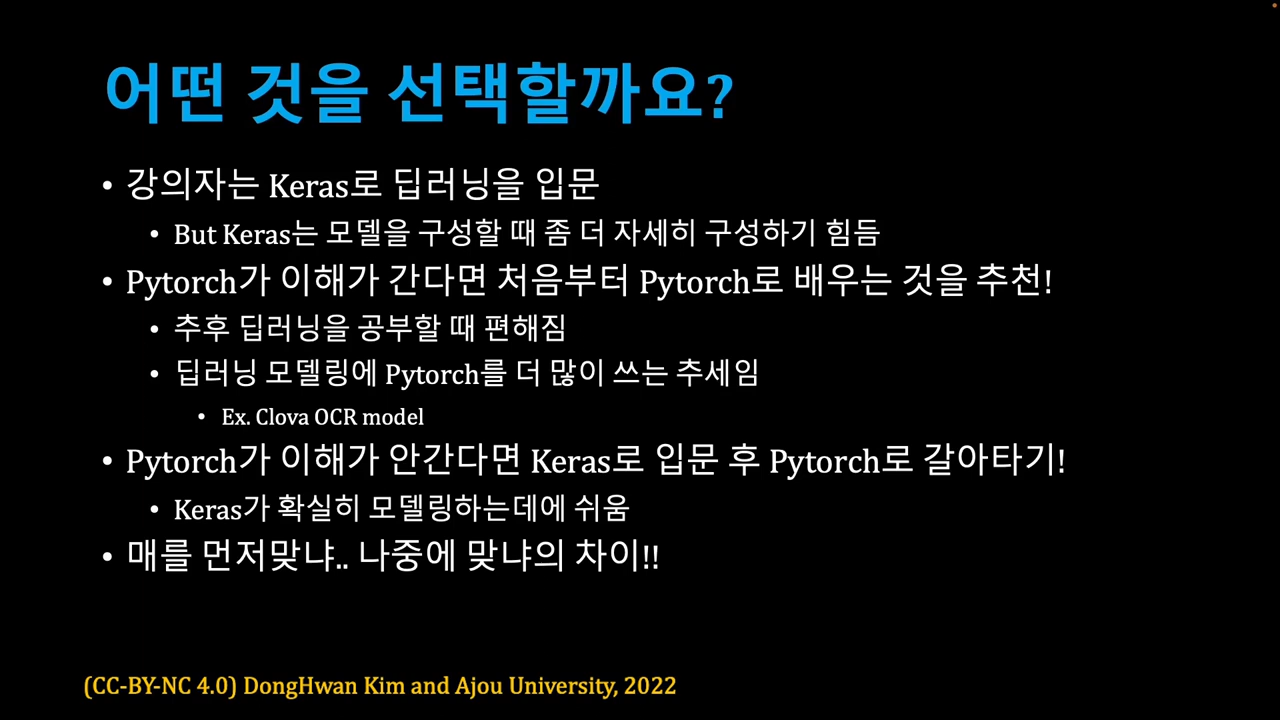 어떤 것을 선택할까요?
• 강의자는 Keras로 딥러닝을 입문
• But Keras는 모델을 구성할 때 좀 더 자세히 구성하기 힘듬
• Pytorch가 이해가 간다면 처음부터 Pytorch로 배우는 것을 추천!
• 추후 딥러닝을 공부할 때 편해짐
• 딥러닝 모델링에 Pytorch를 더 많이 쓰는 추세임
• Ex. Clova OCR model
• Pytorch가 이해가 안간다면 Keras로 입문 후 Pytorch로 갈아타기!
• Keras가 확실히 모델링하는데에 쉬움
• 매를 먼저맞냐.. 나중에 맞냐의 차이!!
(CC-BY-NC 4.0) DongHwan Kim and Ajou University, 2022